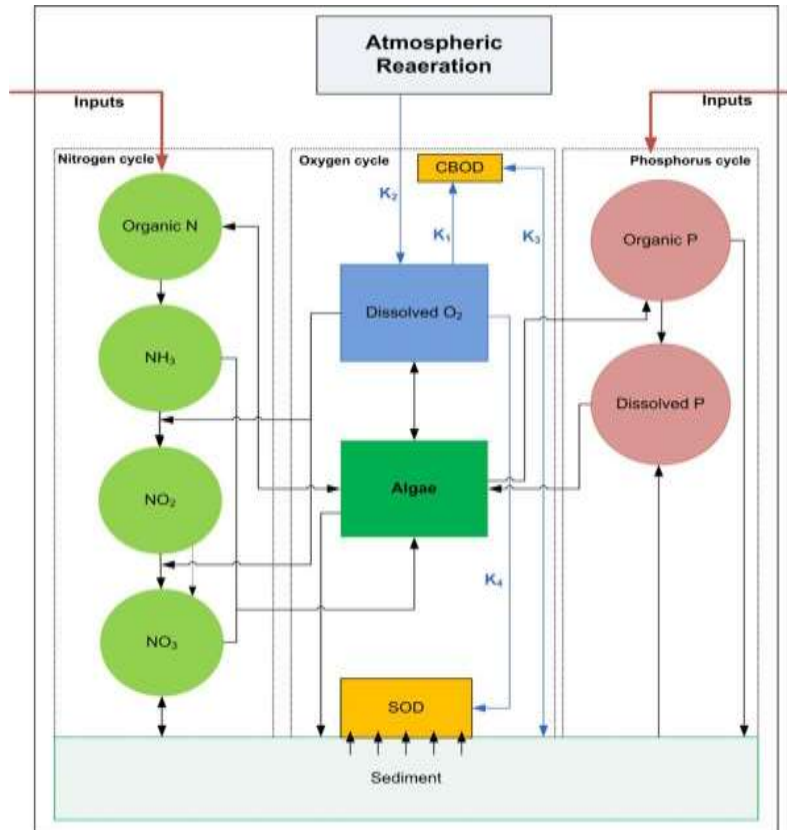 Atmospheric
Reaeration
Inputs
Inputs
Nitrogen cycle
Oxygen cycle
Phosphorus cycle
CBOD
K₂
K₁
K₃
Organic N
Organic P
Dissolved O₂
NH₃
Dissolved P
Algae
NO₂
K₄
NO₃
SOD
Sediment